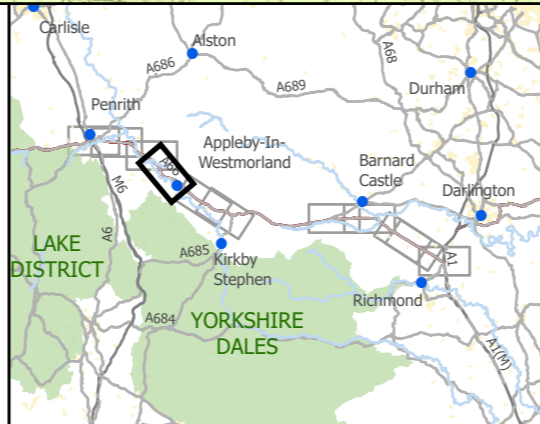 Carlisle
Alston
A68
A686
A689
Durham
Penrith
Appleby-In-
Westmorland
A66
Barnard
Castle
Darlington
M6
A6
LAKE
DISTRICT
A685
Kirkby
Stephen
A1
Richmond
A684
YORKSHIRE
DALES
A1(M)